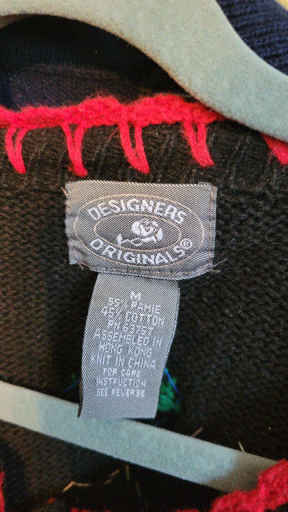 DESIGNERS
ORIGINALS®
M
55% RAMIE
45% COTTON
RN 63757
ASSEMBLED IN
HONG KONG
KNIT IN CHINA
FOR CARE
INSTRUCTION
SEE REVERSE